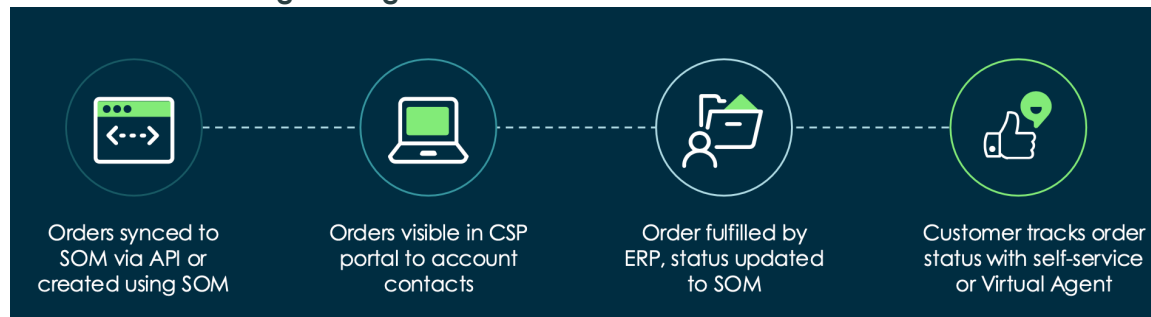 Orders synced to
SOM via API or
created using SOM
Orders visible in CSP
portal to account
contacts
Order fulfilled by
ERP, status updated
to SOM
Customer tracks order
status with self-service
or Virtual Agent